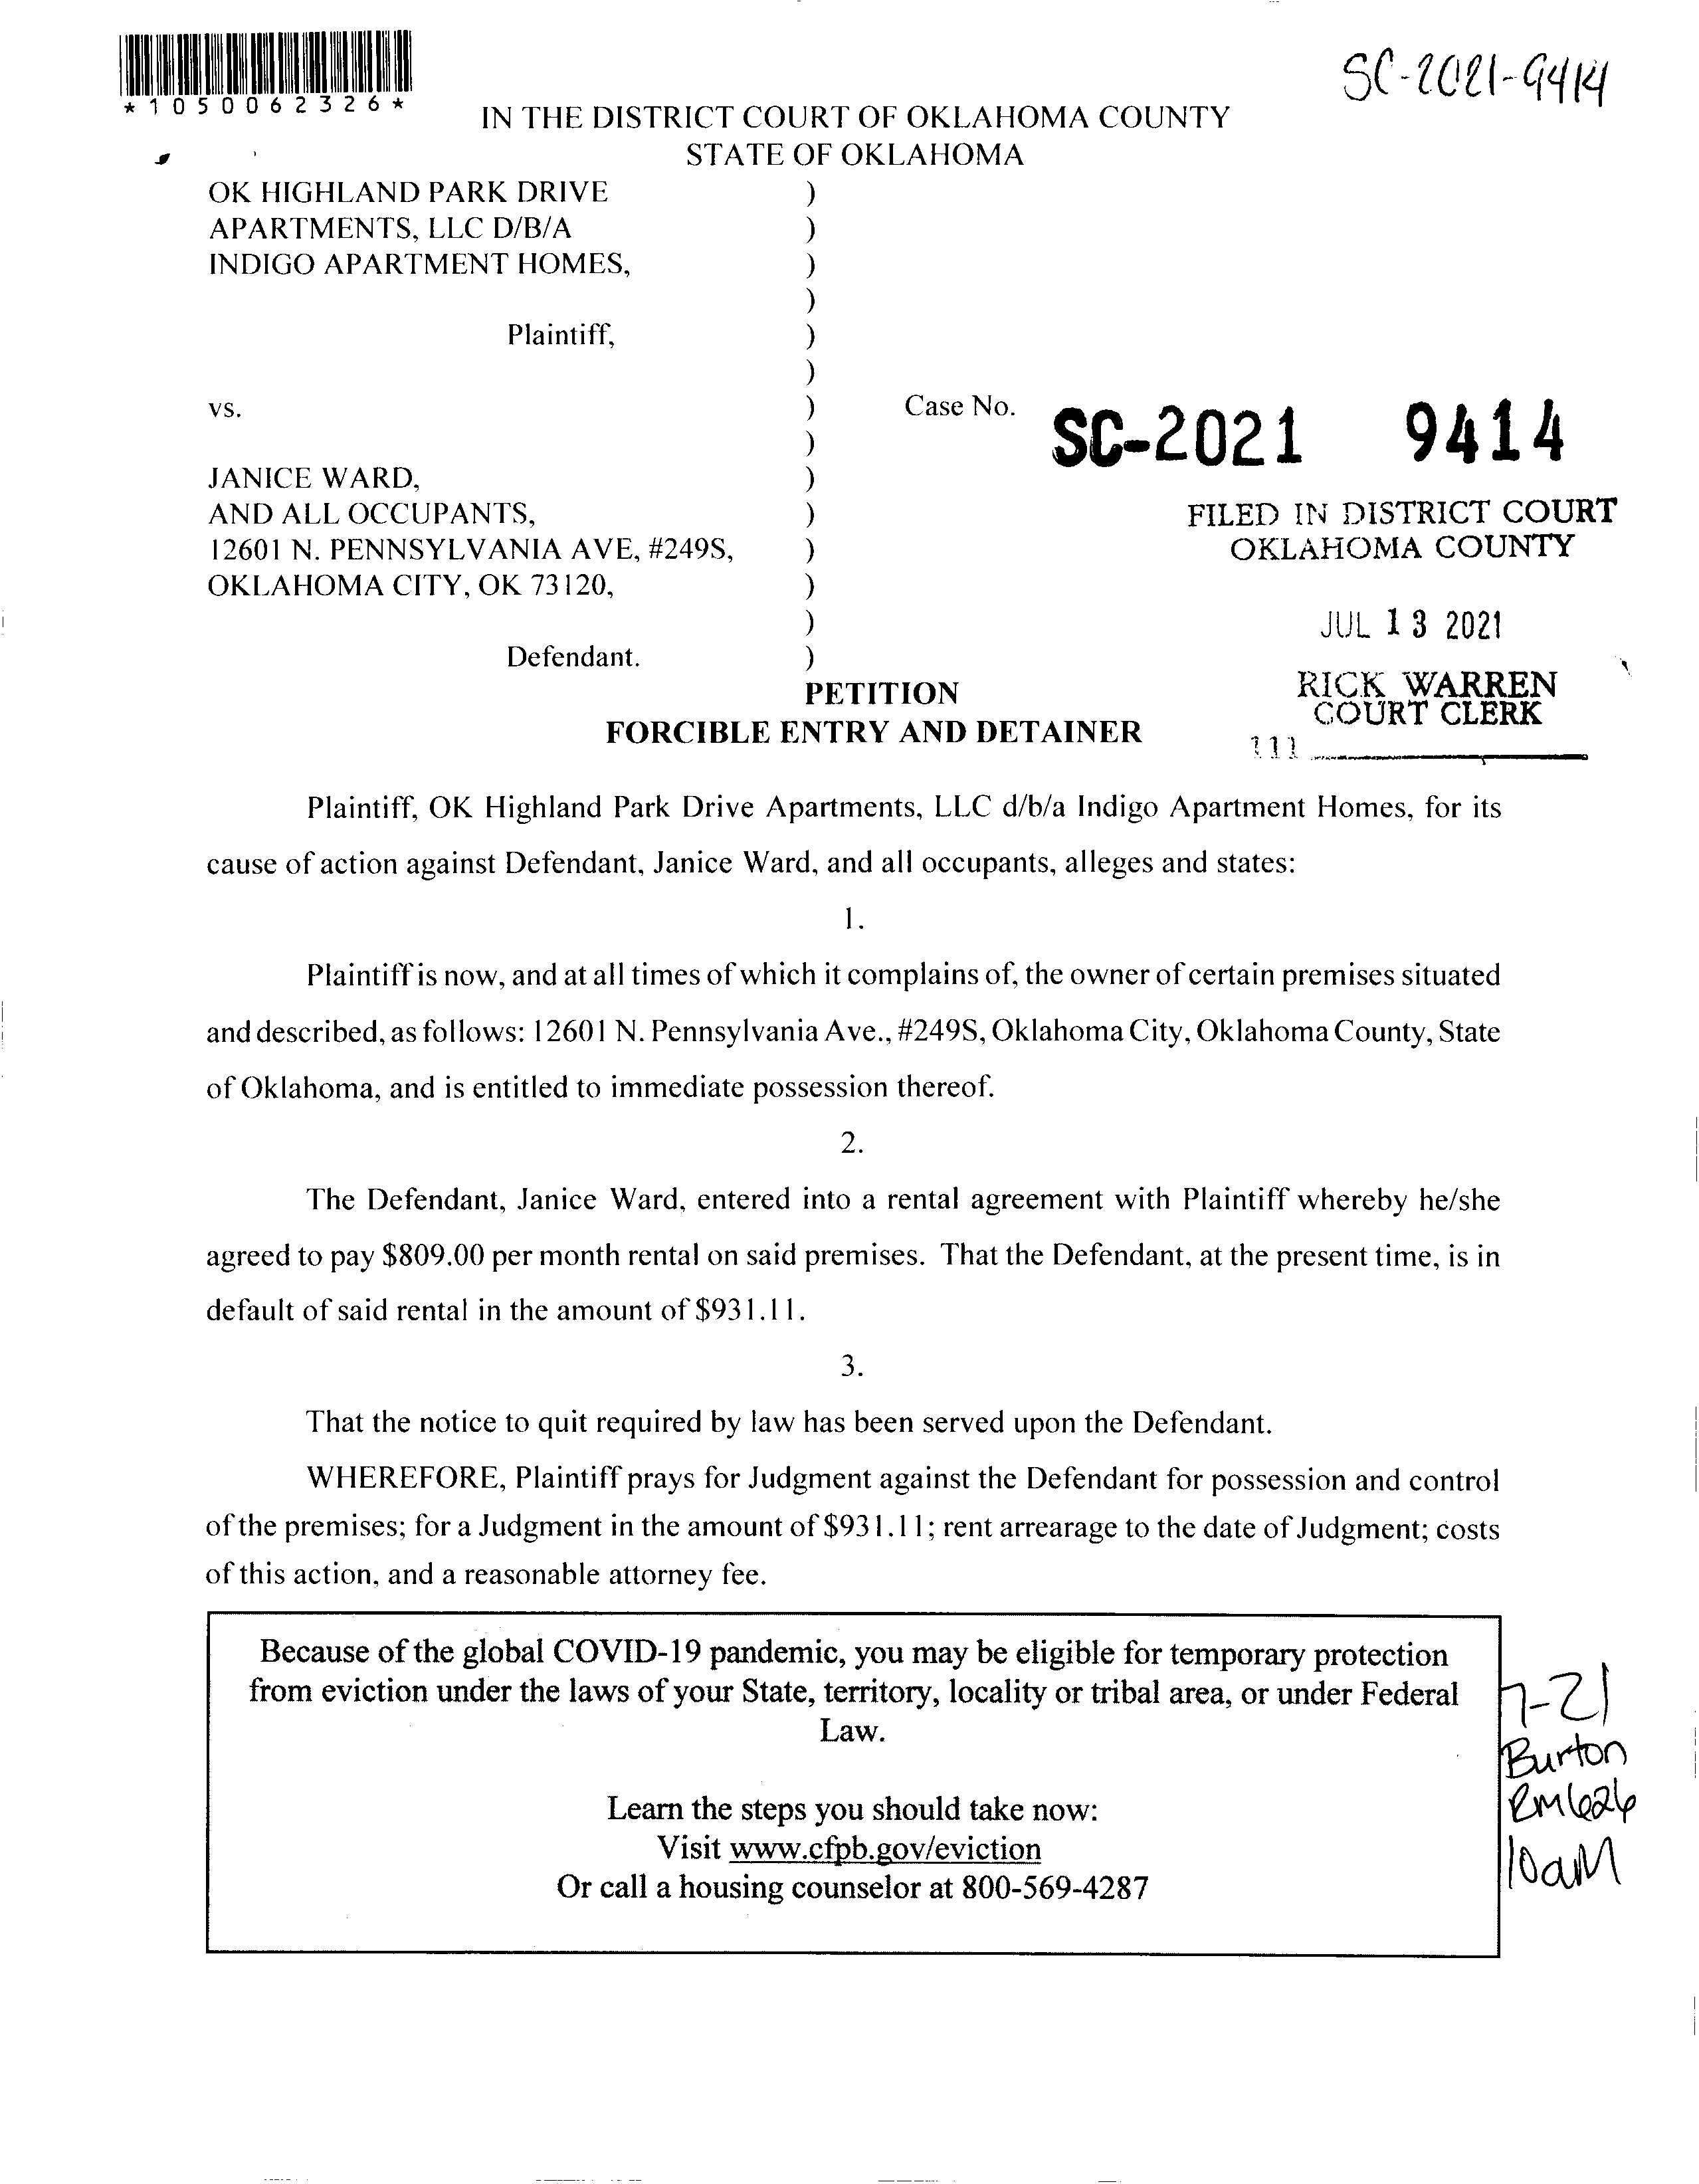 *1050062326*
SC-2021-9414
IN THE DISTRICT COURT OF OKLAHOMA COUNTY
STATE OF OKLAHOMA
OK HIGHLAND PARK DRIVE )
APARTMENTS, LLC D/B/A )
INDIGO APARTMENT HOMES, )
)
Plaintiff, )
)
vs. ) Case No. SC-2021 9414
)
JANICE WARD, )
AND ALL OCCUPANTS, )
12601 N. PENNSYLVANIA AVE, #249S, )
OKLAHOMA CITY, OK 73120, )
)
Defendant. )
FILED IN DISTRICT COURT
OKLAHOMA COUNTY
JUL 13 2021
RICK WARREN
COURT CLERK
111
PETITION
FORCIBLE ENTRY AND DETAINER
Plaintiff, OK Highland Park Drive Apartments, LLC d/b/a Indigo Apartment Homes, for its
cause of action against Defendant, Janice Ward, and all occupants, alleges and states:
1.
Plaintiff is now, and at all times of which it complains of, the owner of certain premises situated
and described, as follows: 12601 N. Pennsylvania Ave., #249S, Oklahoma City, Oklahoma County, State
of Oklahoma, and is entitled to immediate possession thereof.
2.
The Defendant, Janice Ward, entered into a rental agreement with Plaintiff whereby he/she
agreed to pay $809.00 per month rental on said premises. That the Defendant, at the present time, is in
default of said rental in the amount of $931.11.
3.
That the notice to quit required by law has been served upon the Defendant.
WHEREFORE, Plaintiff prays for Judgment against the Defendant for possession and control
of the premises; for a Judgment in the amount of $931.11; rent arrearage to the date of Judgment; costs
of this action, and a reasonable attorney fee.
Because of the global COVID-19 pandemic, you may be eligible for temporary protection
from eviction under the laws of your State, territory, locality or tribal area, or under Federal
Law.
Learn the steps you should take now:
Visit www.cfpb.gov/eviction
Or call a housing counselor at 800-569-4287
7-21
Burton
RM626
10aM